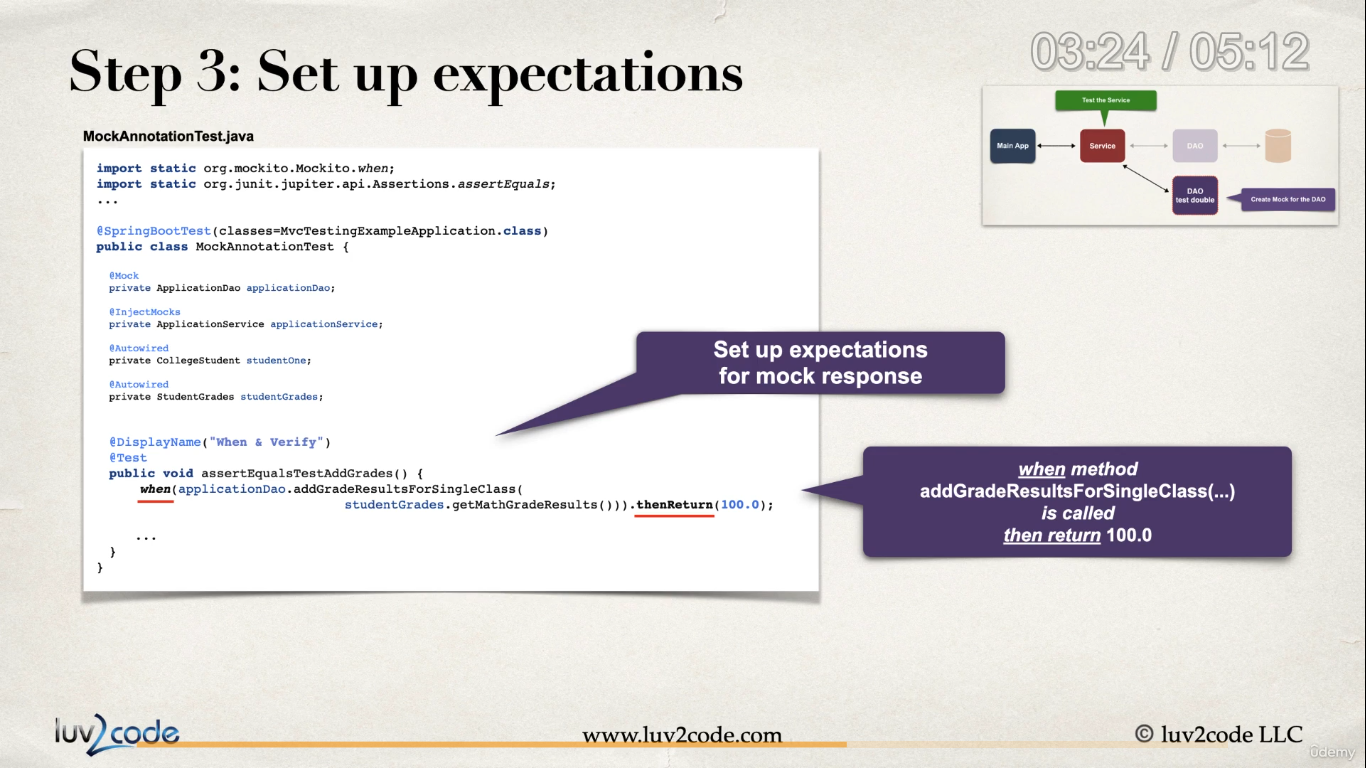 Step 3: Set up expectations
03:24 / 05:12
Test the Service
Main App
Service
DAO
DAO
test double
Create Mock for the DAO
MockAnnotationTest.java
import static org.mockito.Mockito.when;
import static org.junit.jupiter.api.Assertions.assertEquals;
...
@SpringBootTest(classes=MvcTestingExampleApplication.class)
public class MockAnnotationTest {
@Mock
private ApplicationDao applicationDao;
@InjectMocks
private ApplicationService applicationService;
@Autowired
private CollegeStudent studentOne;
@Autowired
private StudentGrades studentGrades;
Set up expectations
for mock response
@DisplayName("When & Verify")
@Test
public void assertEqualsTestAddGrades() {
when(applicationDao.addGradeResultsForSingleClass(
studentGrades.getMathGradeResults())).thenReturn(100.0);
...
}
}
when method
addGradeResultsForSingleClass(...)
is called
then return 100.0
luv2code
www.luv2code.com
© luv2code LLC
ûdemy